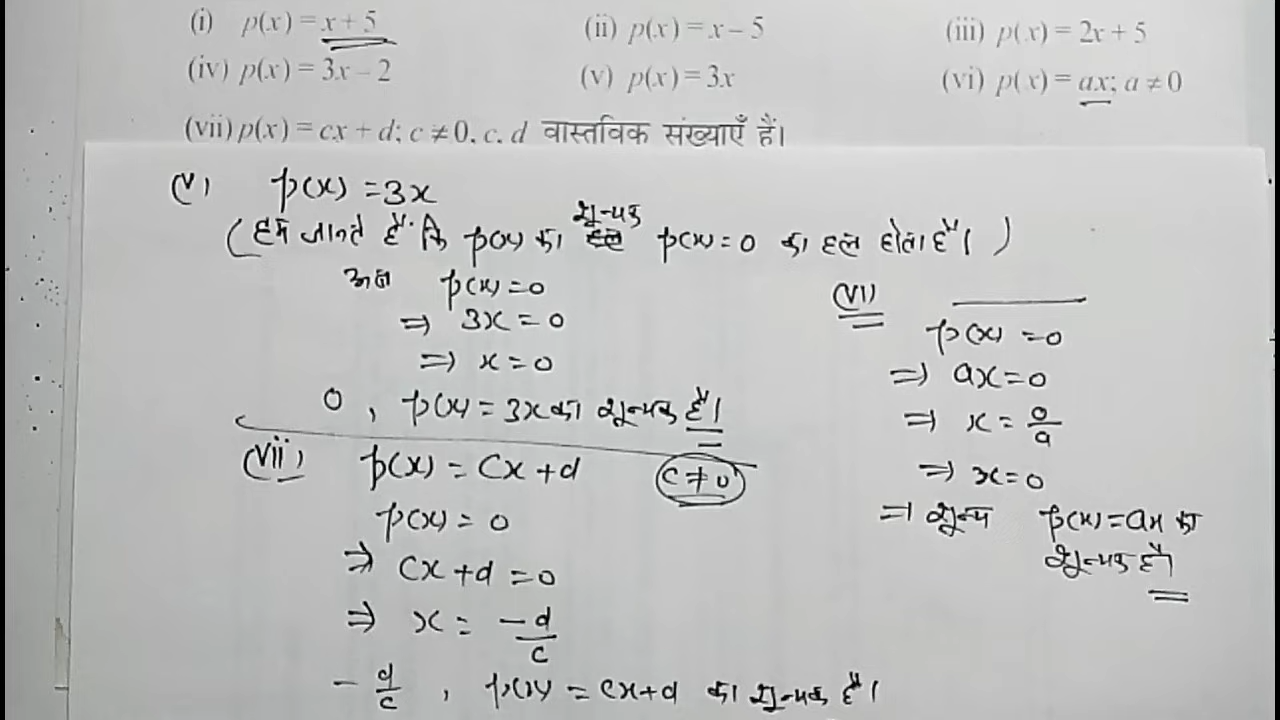 (i) p(x) = x + 5 (ii) p(x) = x – 5 (iii) p(x) = 2x + 5
(iv) p(x) = 3x – 2 (v) p(x) = 3x (vi) p(x) = ax; a ≠ 0
(vii) p(x) = cx + d; c ≠ 0, c, d वास्तविक संख्याएँ हैं।
(v) p(x) = 3x
(हम जानते हैं कि p(x) का शून्यक p(x) = 0 का हल होता है।)
अतः p(x) = 0
⇒ 3x = 0
⇒ x = 0
0, p(x) = 3x का शून्यक है।
(vi)
p(x) = 0
⇒ ax = 0
⇒ x = 0/a
⇒ x = 0
⇒ शून्य p(x) = ax का
शून्यक है।
(vii) p(x) = cx + d (c ≠ 0)
p(x) = 0
⇒ cx + d = 0
⇒ x = -d/c
-d/c, p(x) = cx + d का शून्यक है।